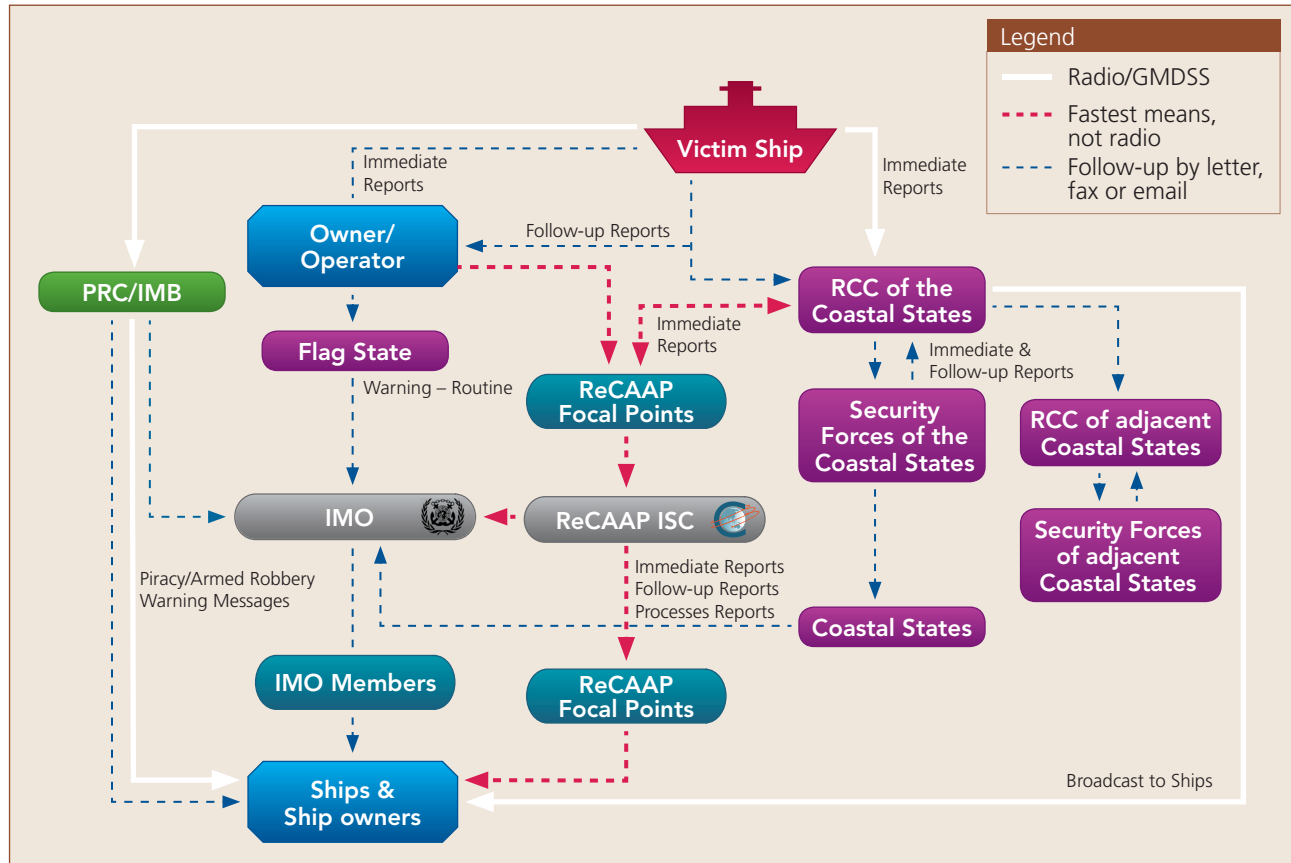 Legend
Radio/GMDSS
Fastest means,
not radio
Follow-up by letter,
fax or email
Victim Ship
Immediate
Reports
Immediate
Reports
Owner/
Operator
Follow-up Reports
PRC/IMB
RCC of the
Coastal States
Flag State
Immediate
Reports
Immediate &
Follow-up Reports
Warning – Routine
ReCAAP
Focal Points
Security
Forces of the
Coastal States
RCC of adjacent
Coastal States
IMO
ReCAAP ISC
Security Forces
of adjacent
Coastal States
Piracy/Armed Robbery
Warning Messages
Immediate Reports
Follow-up Reports
Processes Reports
Coastal States
IMO Members
ReCAAP
Focal Points
Ships &
Ship owners
Broadcast to Ships